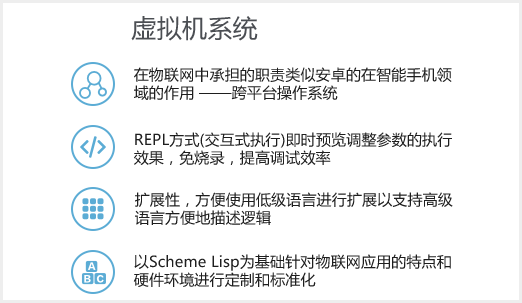 虚拟机系统
在物联网中承担的职责类似安卓的在智能手机领
域的作用 ——跨平台操作系统
REPL方式(交互式执行)即时预览调整参数的执行
效果，免烧录，提高调试效率
扩展性，方便使用低级语言进行扩展以支持高级
语言方便地描述逻辑
A
B C
以Scheme Lisp为基础针对物联网应用的特点和
硬件环境进行定制和标准化